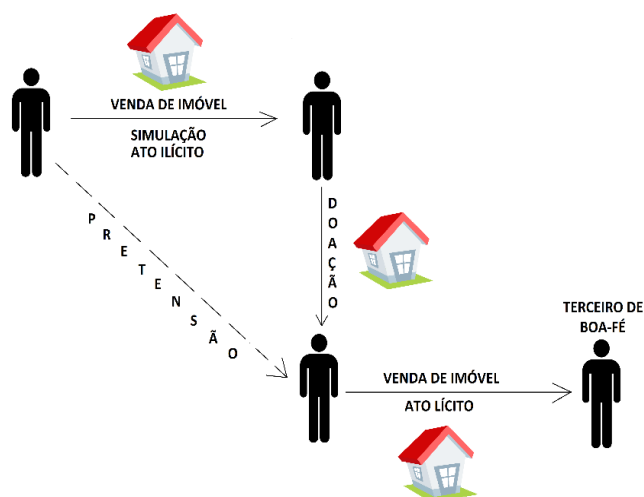 VENDA DE IMÓVEL
SIMULAÇÃO
ATO ILÍCITO
PRETENSÃO
DOAÇÃO
TERCEIRO DE
BOA-FÉ
VENDA DE IMÓVEL
ATO LÍCITO